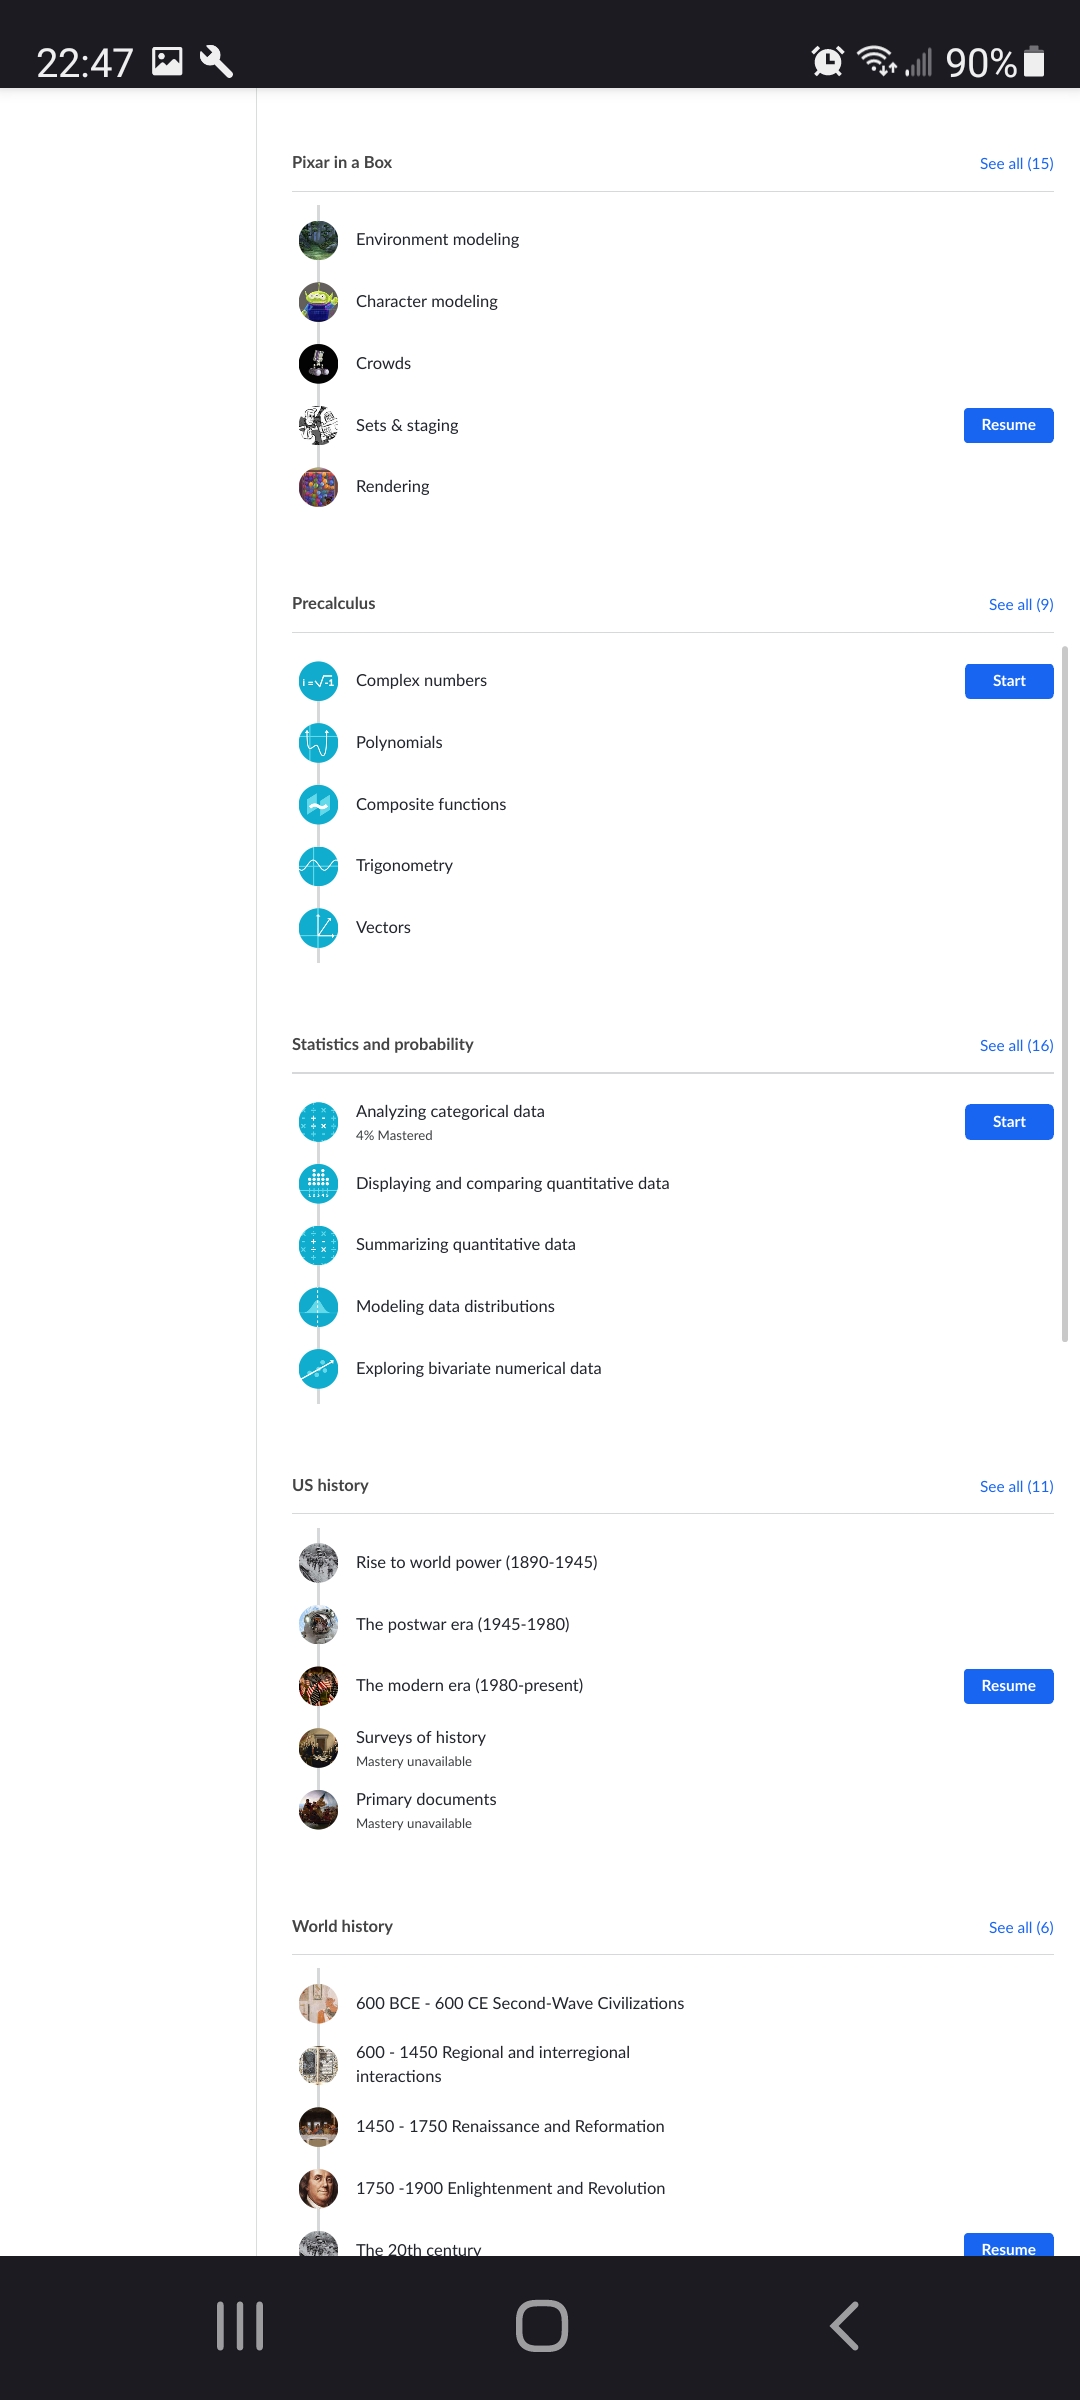 22:47
90%
Pixar in a Box
See all (15)
Environment modeling
Character modeling
Crowds
Sets & staging
Resume
Rendering
Precalculus
See all (9)
i = √-1
Complex numbers
Start
Polynomials
Composite functions
Trigonometry
Vectors
Statistics and probability
See all (16)
Analyzing categorical data
Start
4% Mastered
Displaying and comparing quantitative data
Summarizing quantitative data
Modeling data distributions
Exploring bivariate numerical data
US history
See all (11)
Rise to world power (1890-1945)
The postwar era (1945-1980)
The modern era (1980-present)
Resume
Surveys of history
Mastery unavailable
Primary documents
Mastery unavailable
World history
See all (6)
600 BCE - 600 CE Second-Wave Civilizations
600 - 1450 Regional and interregional
interactions
1450 - 1750 Renaissance and Reformation
1750 -1900 Enlightenment and Revolution
The 20th century
Resume